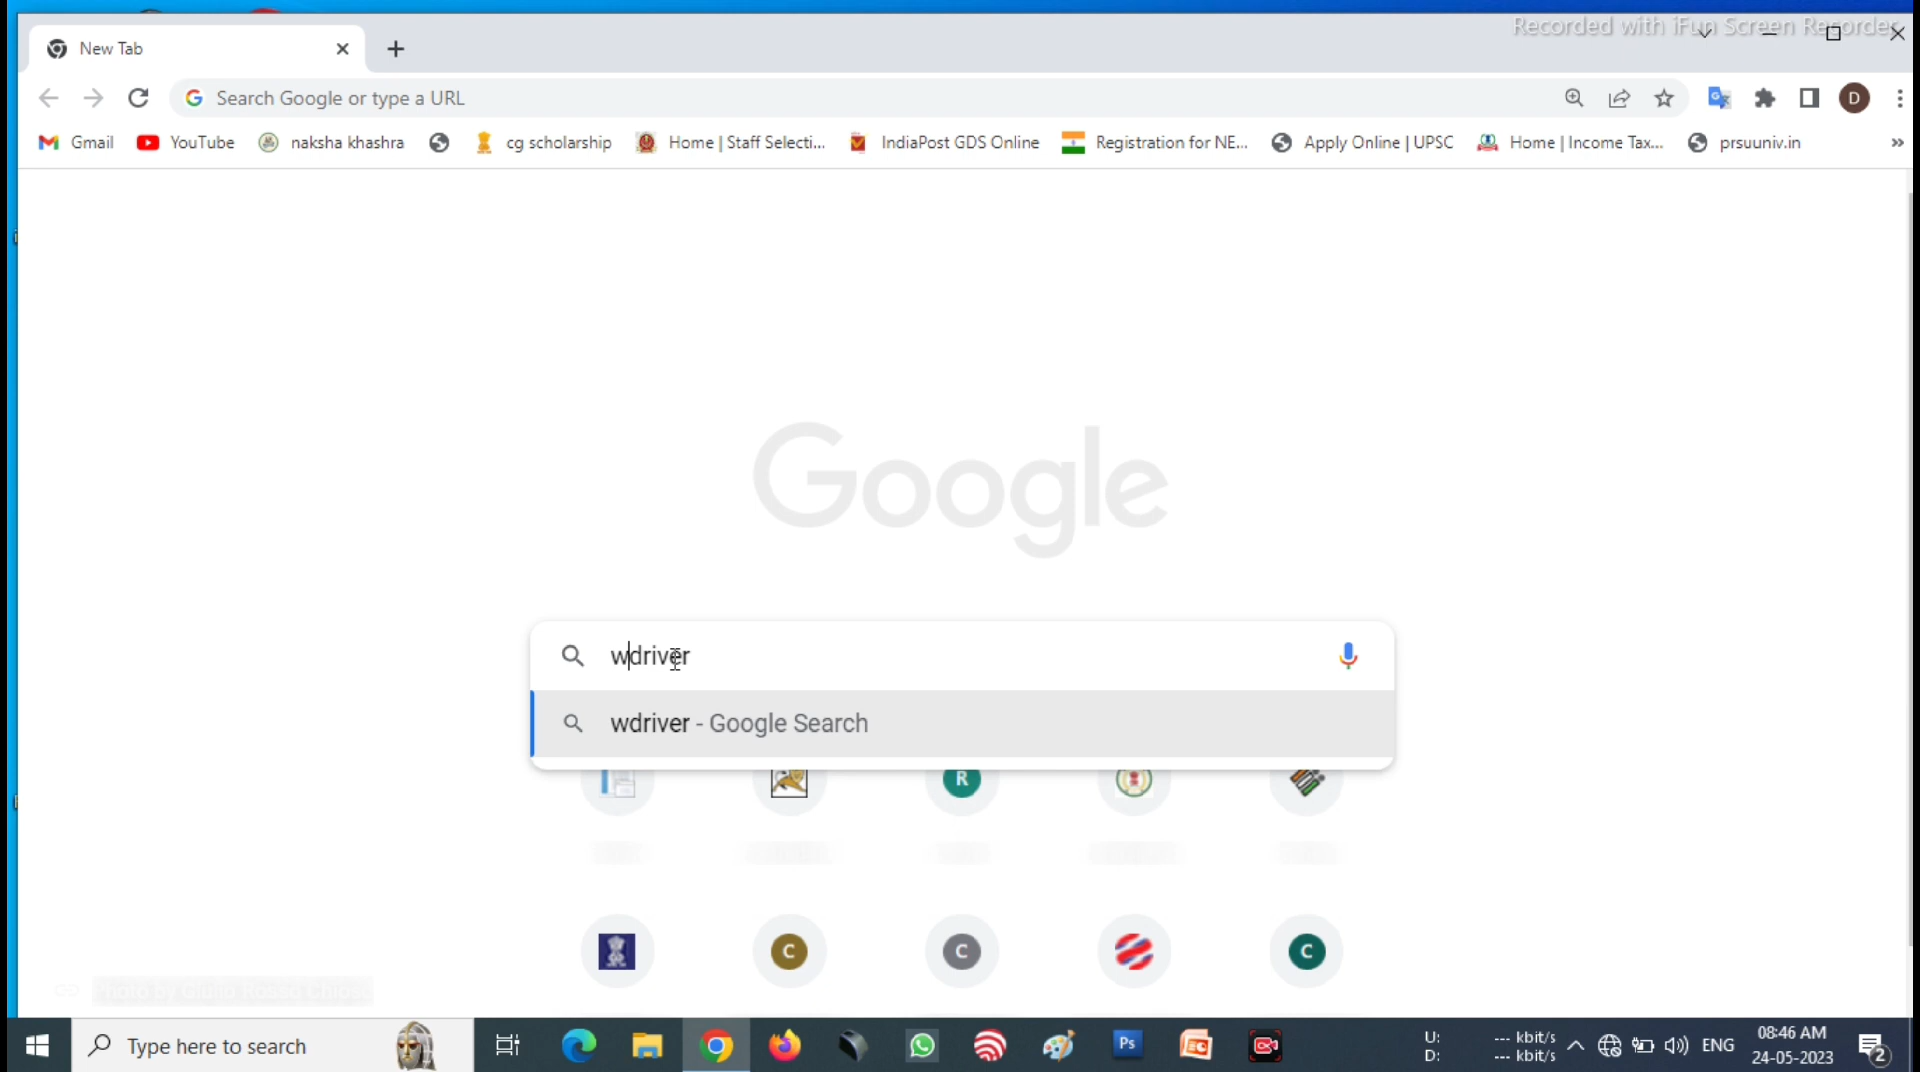 Recorded with iFun Screen Recorder
New Tab
Search Google or type a URL
D
Gmail YouTube naksha khashra cg scholarship Home | Staff Selecti... IndiaPost GDS Online Registration for NE... Apply Online | UPSC Home | Income Tax... prsuuniv.in »
Google
wdriver
wdriver - Google Search
R
C C C
Type here to search
Ps
U: --- kbit/s
D: --- kbit/s
ENG
08:46 AM
24-05-2023
2